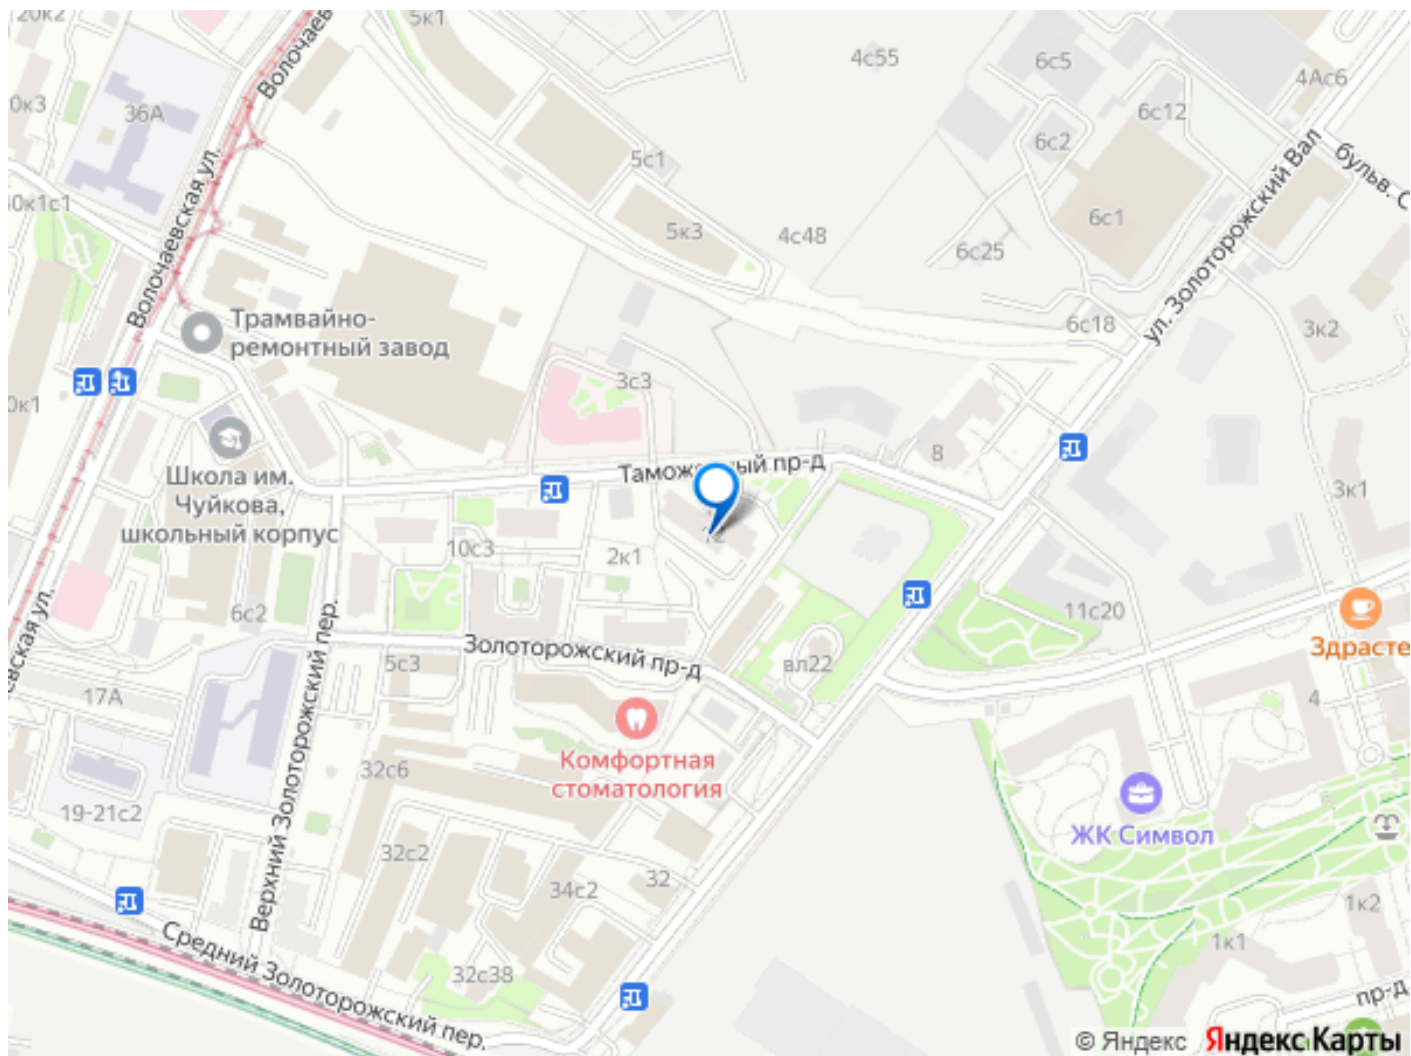 20к2
5к1
Волочаев
4с55
6с5
4Ас6
0к3
36А
6с12
6с2
5с1
бульв. С
0к1с1
Волочаевская ул.
5к3
4с48
6с1
6с25
ул. Золоторожский Вал
Трамвайно-
ремонтный завод
6с18
3к2
3с3
0к1
8
Школа им.
Чуйкова,
школьный корпус
Таможенный пр-д
3к1
10с3
2к1
6с2
11с20
Здрасте
евская ул.
Золоторожский пр-д
5с3
вл22
17А
4
Верхний Золоторожский пер.
Комфортная
стоматология
32с6
19-21с2
ЖК Символ
32с2
34с2
32
1к2
1к1
Средний Золоторожский пер.
32с38
пр-д
© Яндекс Яндекс Карты